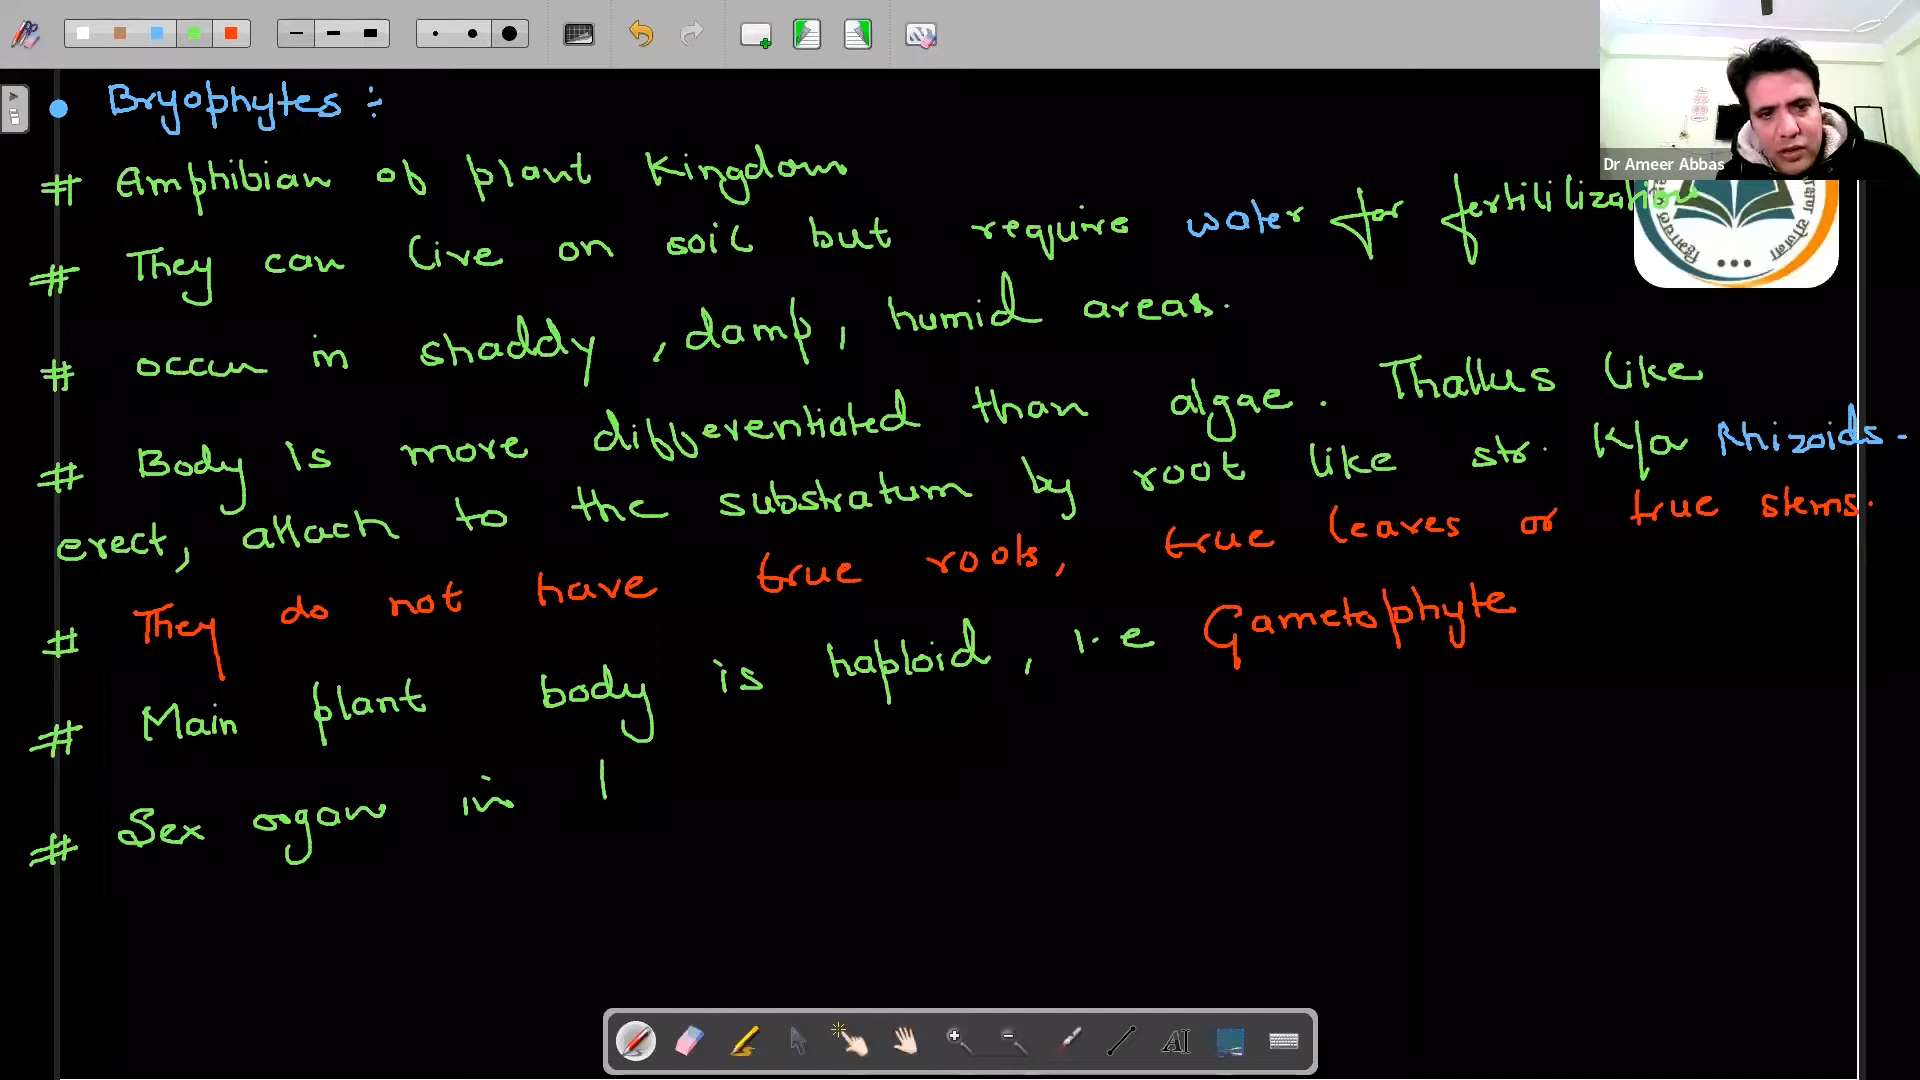 Dr Ameer Abbas
• Bryophytes ÷
# Amphibian of plant Kingdom
# They can live on soil but require water for fertililization
# occur in shaddy, damp, humid areas.
# Body is more differentiated than algae. Thallus like
erect, attach to the substratum by root like str. K/a Rhizoids.
# They do not have true roots, true leaves or true stems.
# Main plant body is haploid, i.e Gametophyte
# Sex organs in
AI